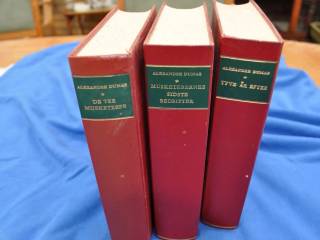 ALEXANDRE DUMAS
DE TRE
MUSKETERER
ALEXANDRE DUMAS
MUSKETERERNES
SIDSTE
BEDRIFTER
ALEXANDRE DUMAS
TYVE ÅR EFTER